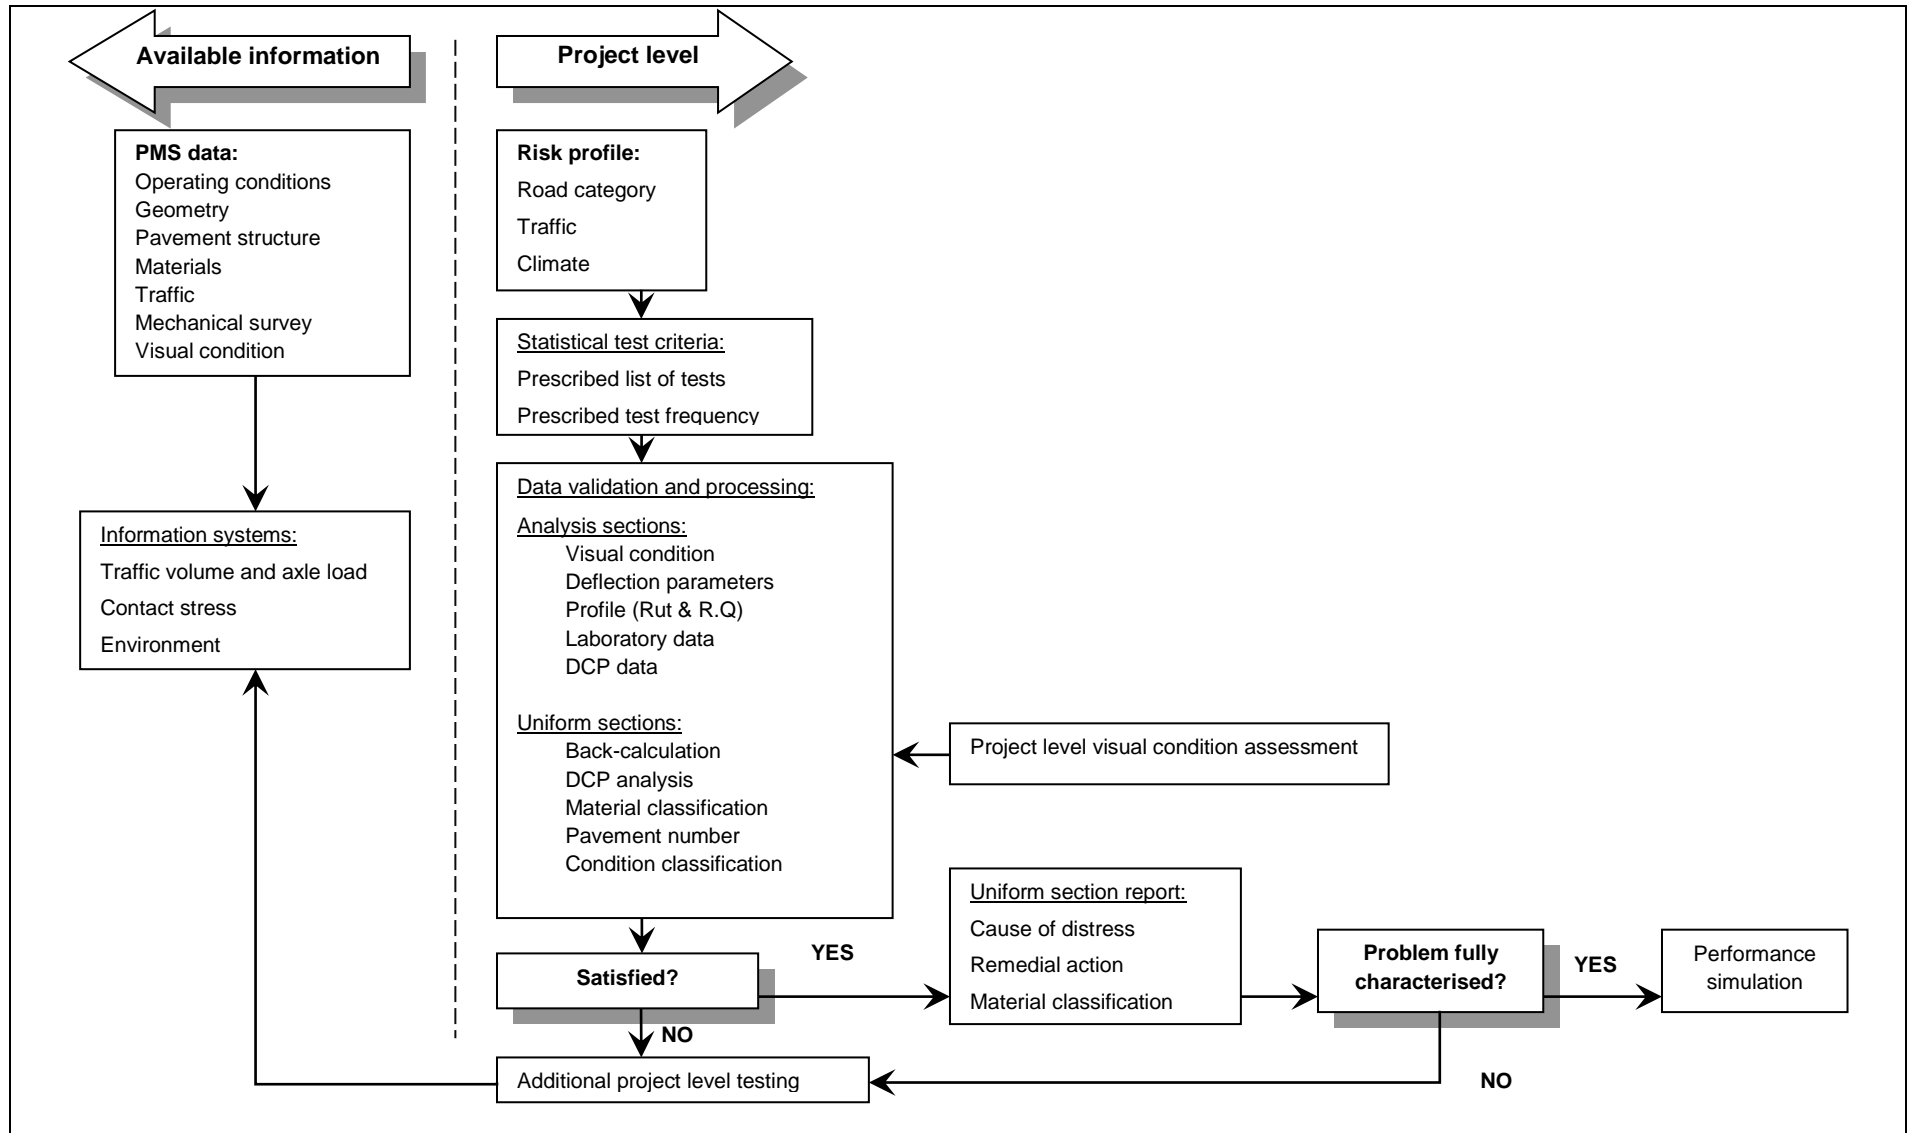 Available information
Project level
PMS data:
Operating conditions
Geometry
Pavement structure
Materials
Traffic
Mechanical survey
Visual condition
Information systems:
Traffic volume and axle load
Contact stress
Environment
Risk profile:
Road category
Traffic
Climate
Statistical test criteria:
Prescribed list of tests
Prescribed test frequency
Data validation and processing:
Analysis sections:
Visual condition
Deflection parameters
Profile (Rut & R.Q)
Laboratory data
DCP data
Uniform sections:
Back-calculation
DCP analysis
Material classification
Pavement number
Condition classification
Project level visual condition assessment
Satisfied?
YES
NO
Uniform section report:
Cause of distress
Remedial action
Material classification
Problem fully
characterised?
YES
NO
Performance
simulation
Additional project level testing